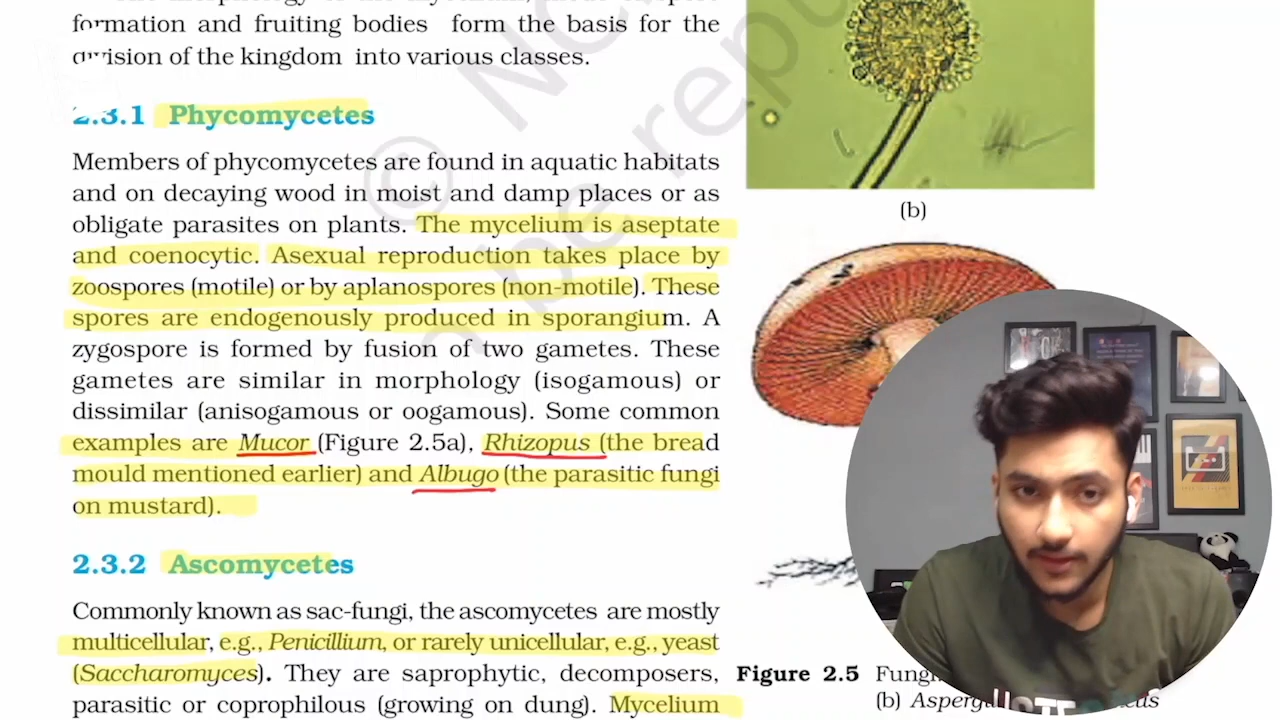 formation and fruiting bodies form the basis for the
division of the kingdom into various classes.
2.3.1 Phycomycetes
Members of phycomycetes are found in aquatic habitats
and on decaying wood in moist and damp places or as
obligate parasites on plants. The mycelium is aseptate
and coenocytic. Asexual reproduction takes place by
zoospores (motile) or by aplanospores (non-motile). These
spores are endogenously produced in sporangium. A
zygospore is formed by fusion of two gametes. These
gametes are similar in morphology (isogamous) or
dissimilar (anisogamous or oogamous). Some common
examples are Mucor (Figure 2.5a), Rhizopus (the bread
mould mentioned earlier) and Albugo (the parasitic fungi
on mustard).
2.3.2 Ascomycetes
Commonly known as sac-fungi, the ascomycetes are mostly
multicellular, e.g., Penicillium, or rarely unicellular, e.g., yeast
(Saccharomyces). They are saprophytic, decomposers,
parasitic or coprophilous (growing on dung). Mycelium
(b)
Figure 2.5
(b)